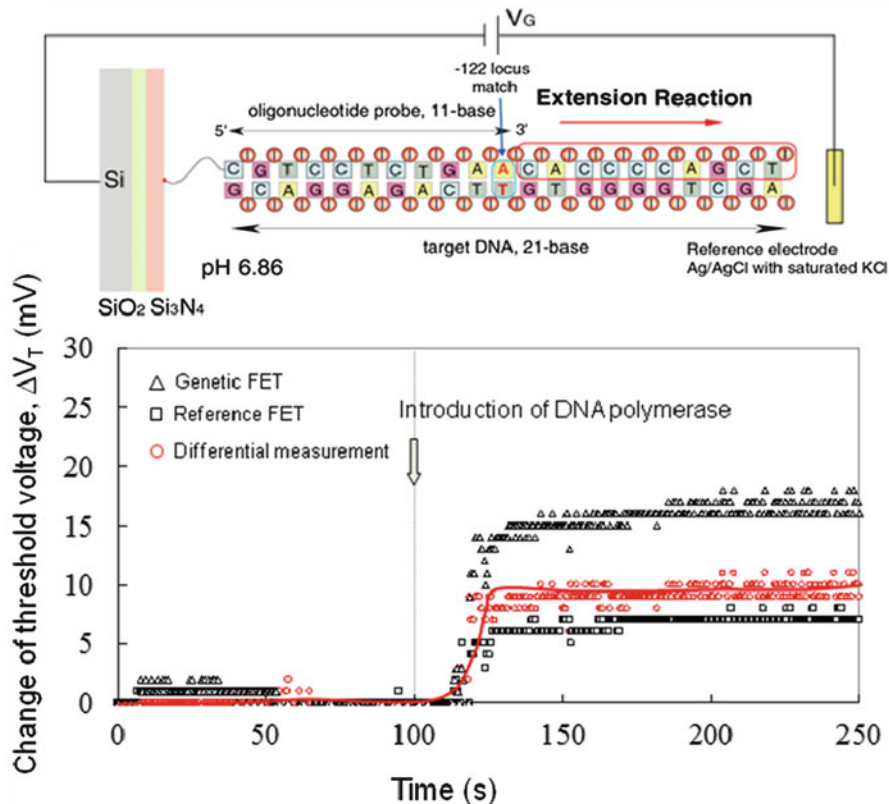 VG
-122 locus
match
Extension Reaction
oligonucleotide probe, 11-base
5' 3'
C G T C C T C T G A A C A C C C C A G C T
G C A G G A G A C T T G T G G G G T C G A
Si
target DNA, 21-base
pH 6.86
Reference electrode
Ag/AgCl with saturated KCl
SiO2 Si3N4
Change of threshold voltage, ΔVT (mV)
30
25
20
15
10
5
0
Genetic FET
Reference FET
Differential measurement
Introduction of DNA polymerase
0 50 100 150 200 250
Time (s)